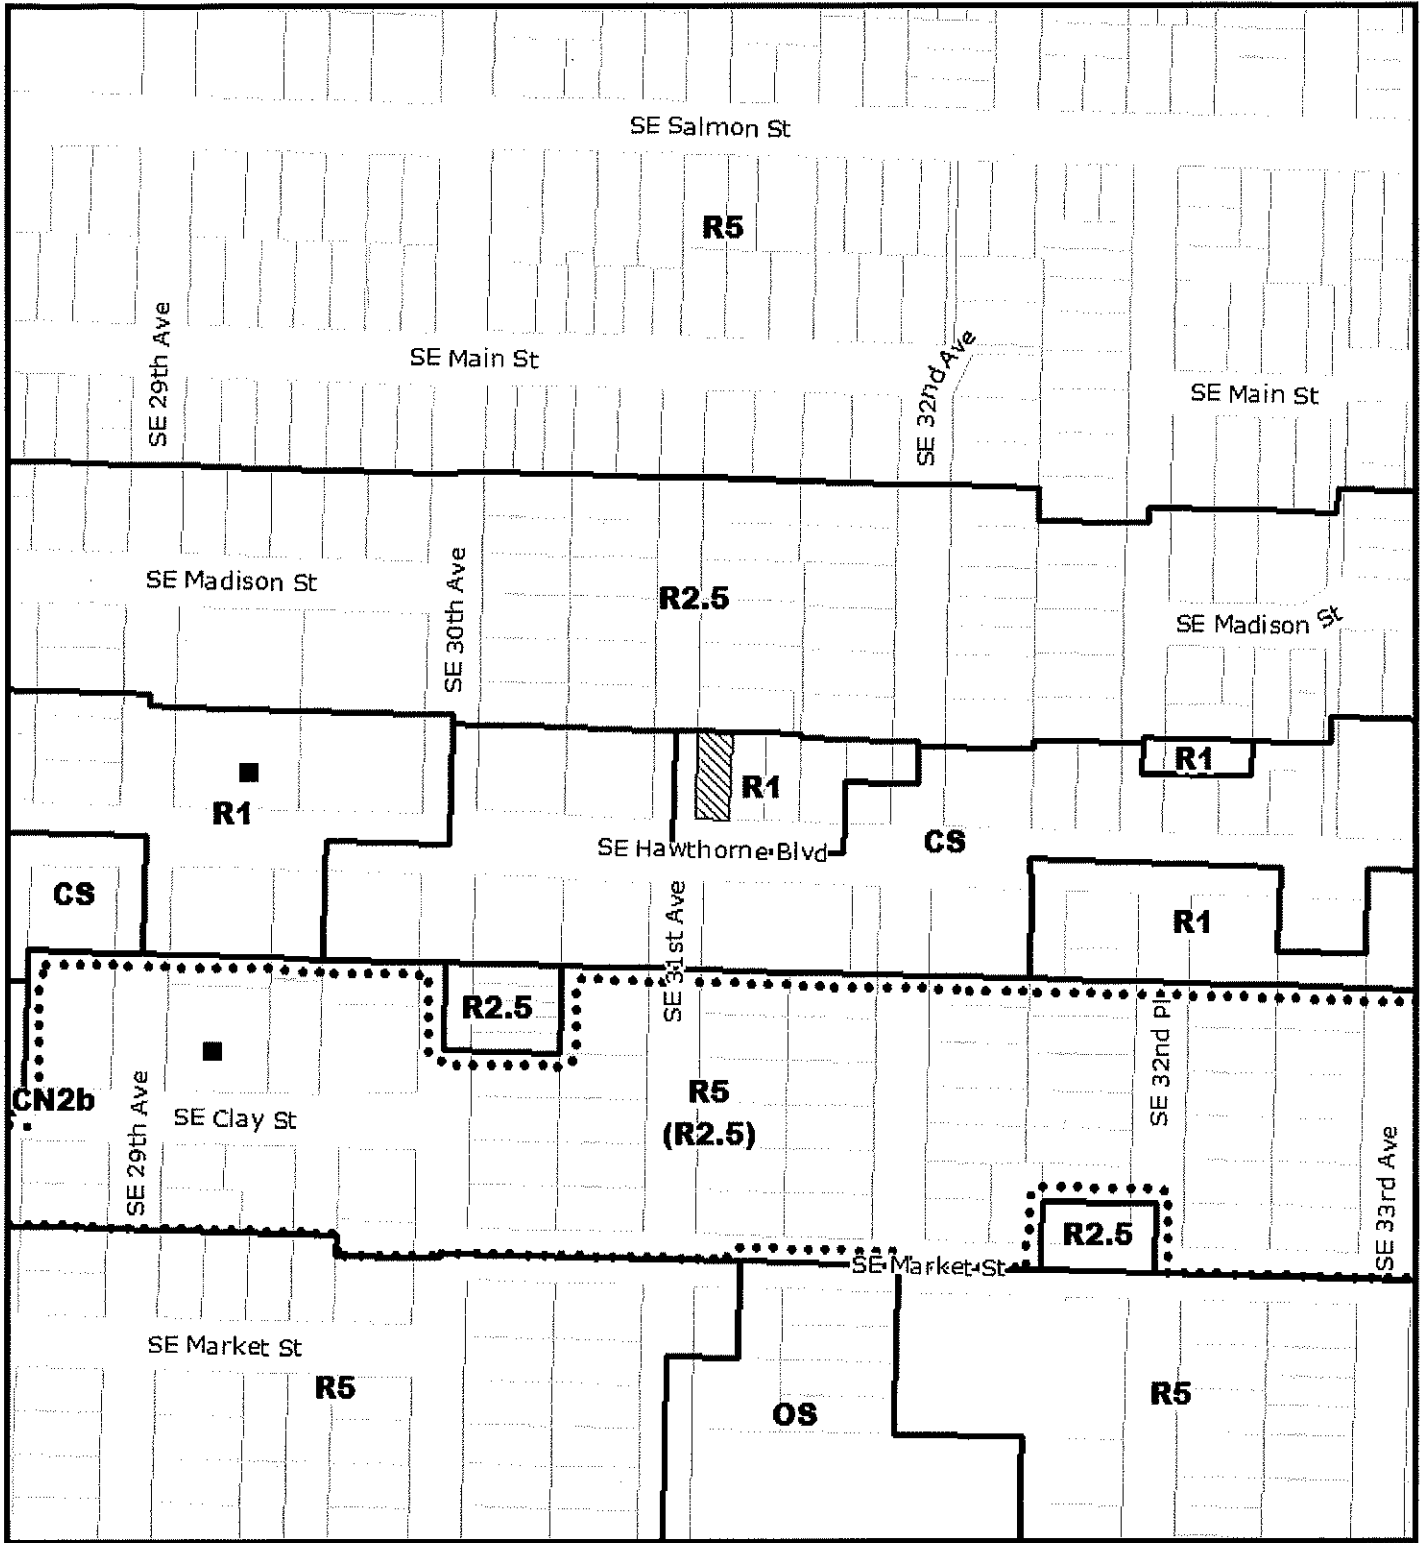 SE Salmon St
R5
SE 29th Ave
SE Main St
SE 32nd Ave
SE Main St
SE Madison St
SE 30th Ave
R2.5
SE Madison St
R1
R1
R1
SE Hawthorne Blvd
CS
CS
R1
SE 31st Ave
R2.5
SE 32nd Pl
CN2b
SE 29th Ave
SE Clay St
R5
(R2.5)
SE 33rd Ave
R2.5
SE Market St
SE Market St
R5
OS
R5